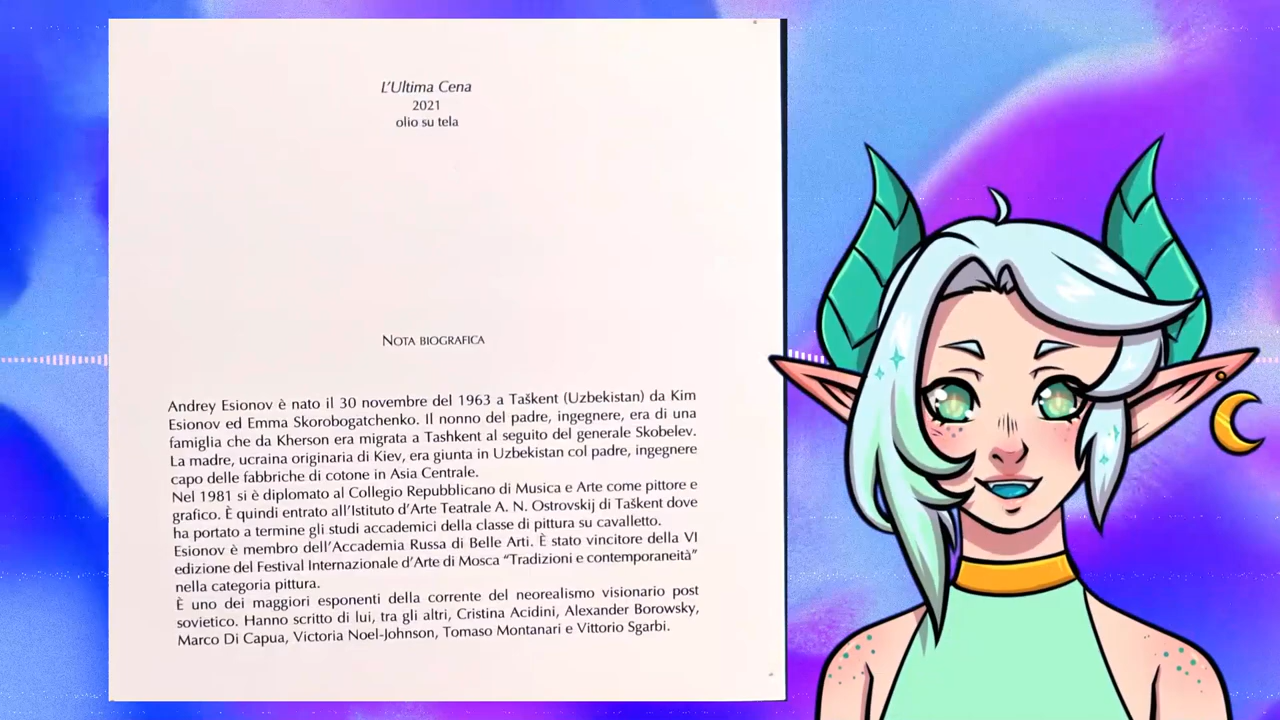 L'Ultima Cena
2021
olio su tela
NOTA BIOGRAFICA
Andrey Esionov è nato il 30 novembre del 1963 a Taškent (Uzbekistan) da Kim
Esionov ed Emma Skorobogatchenko. Il nonno del padre, ingegnere, era di una
famiglia che da Kherson era migrata a Tashkent al seguito del generale Skobelev.
La madre, ucraina originaria di Kiev, era giunta in Uzbekistan col padre, ingegnere
capo delle fabbriche di cotone in Asia Centrale.
Nel 1981 si è diplomato al Collegio Repubblicano di Musica e Arte come pittore e
grafico. È quindi entrato all'Istituto d'Arte Teatrale A. N. Ostrovskij di Taškent dove
ha portato a termine gli studi accademici della classe di pittura su cavalletto.
Esionov è membro dell'Accademia Russa di Belle Arti. È stato vincitore della VI
edizione del Festival Internazionale d'Arte di Mosca “Tradizioni e contemporaneità”
nella categoria pittura.
È uno dei maggiori esponenti della corrente del neorealismo visionario post
sovietico. Hanno scritto di lui, tra gli altri, Cristina Acidini, Alexander Borowsky,
Marco Di Capua, Victoria Noel-Johnson, Tomaso Montanari e Vittorio Sgarbi.